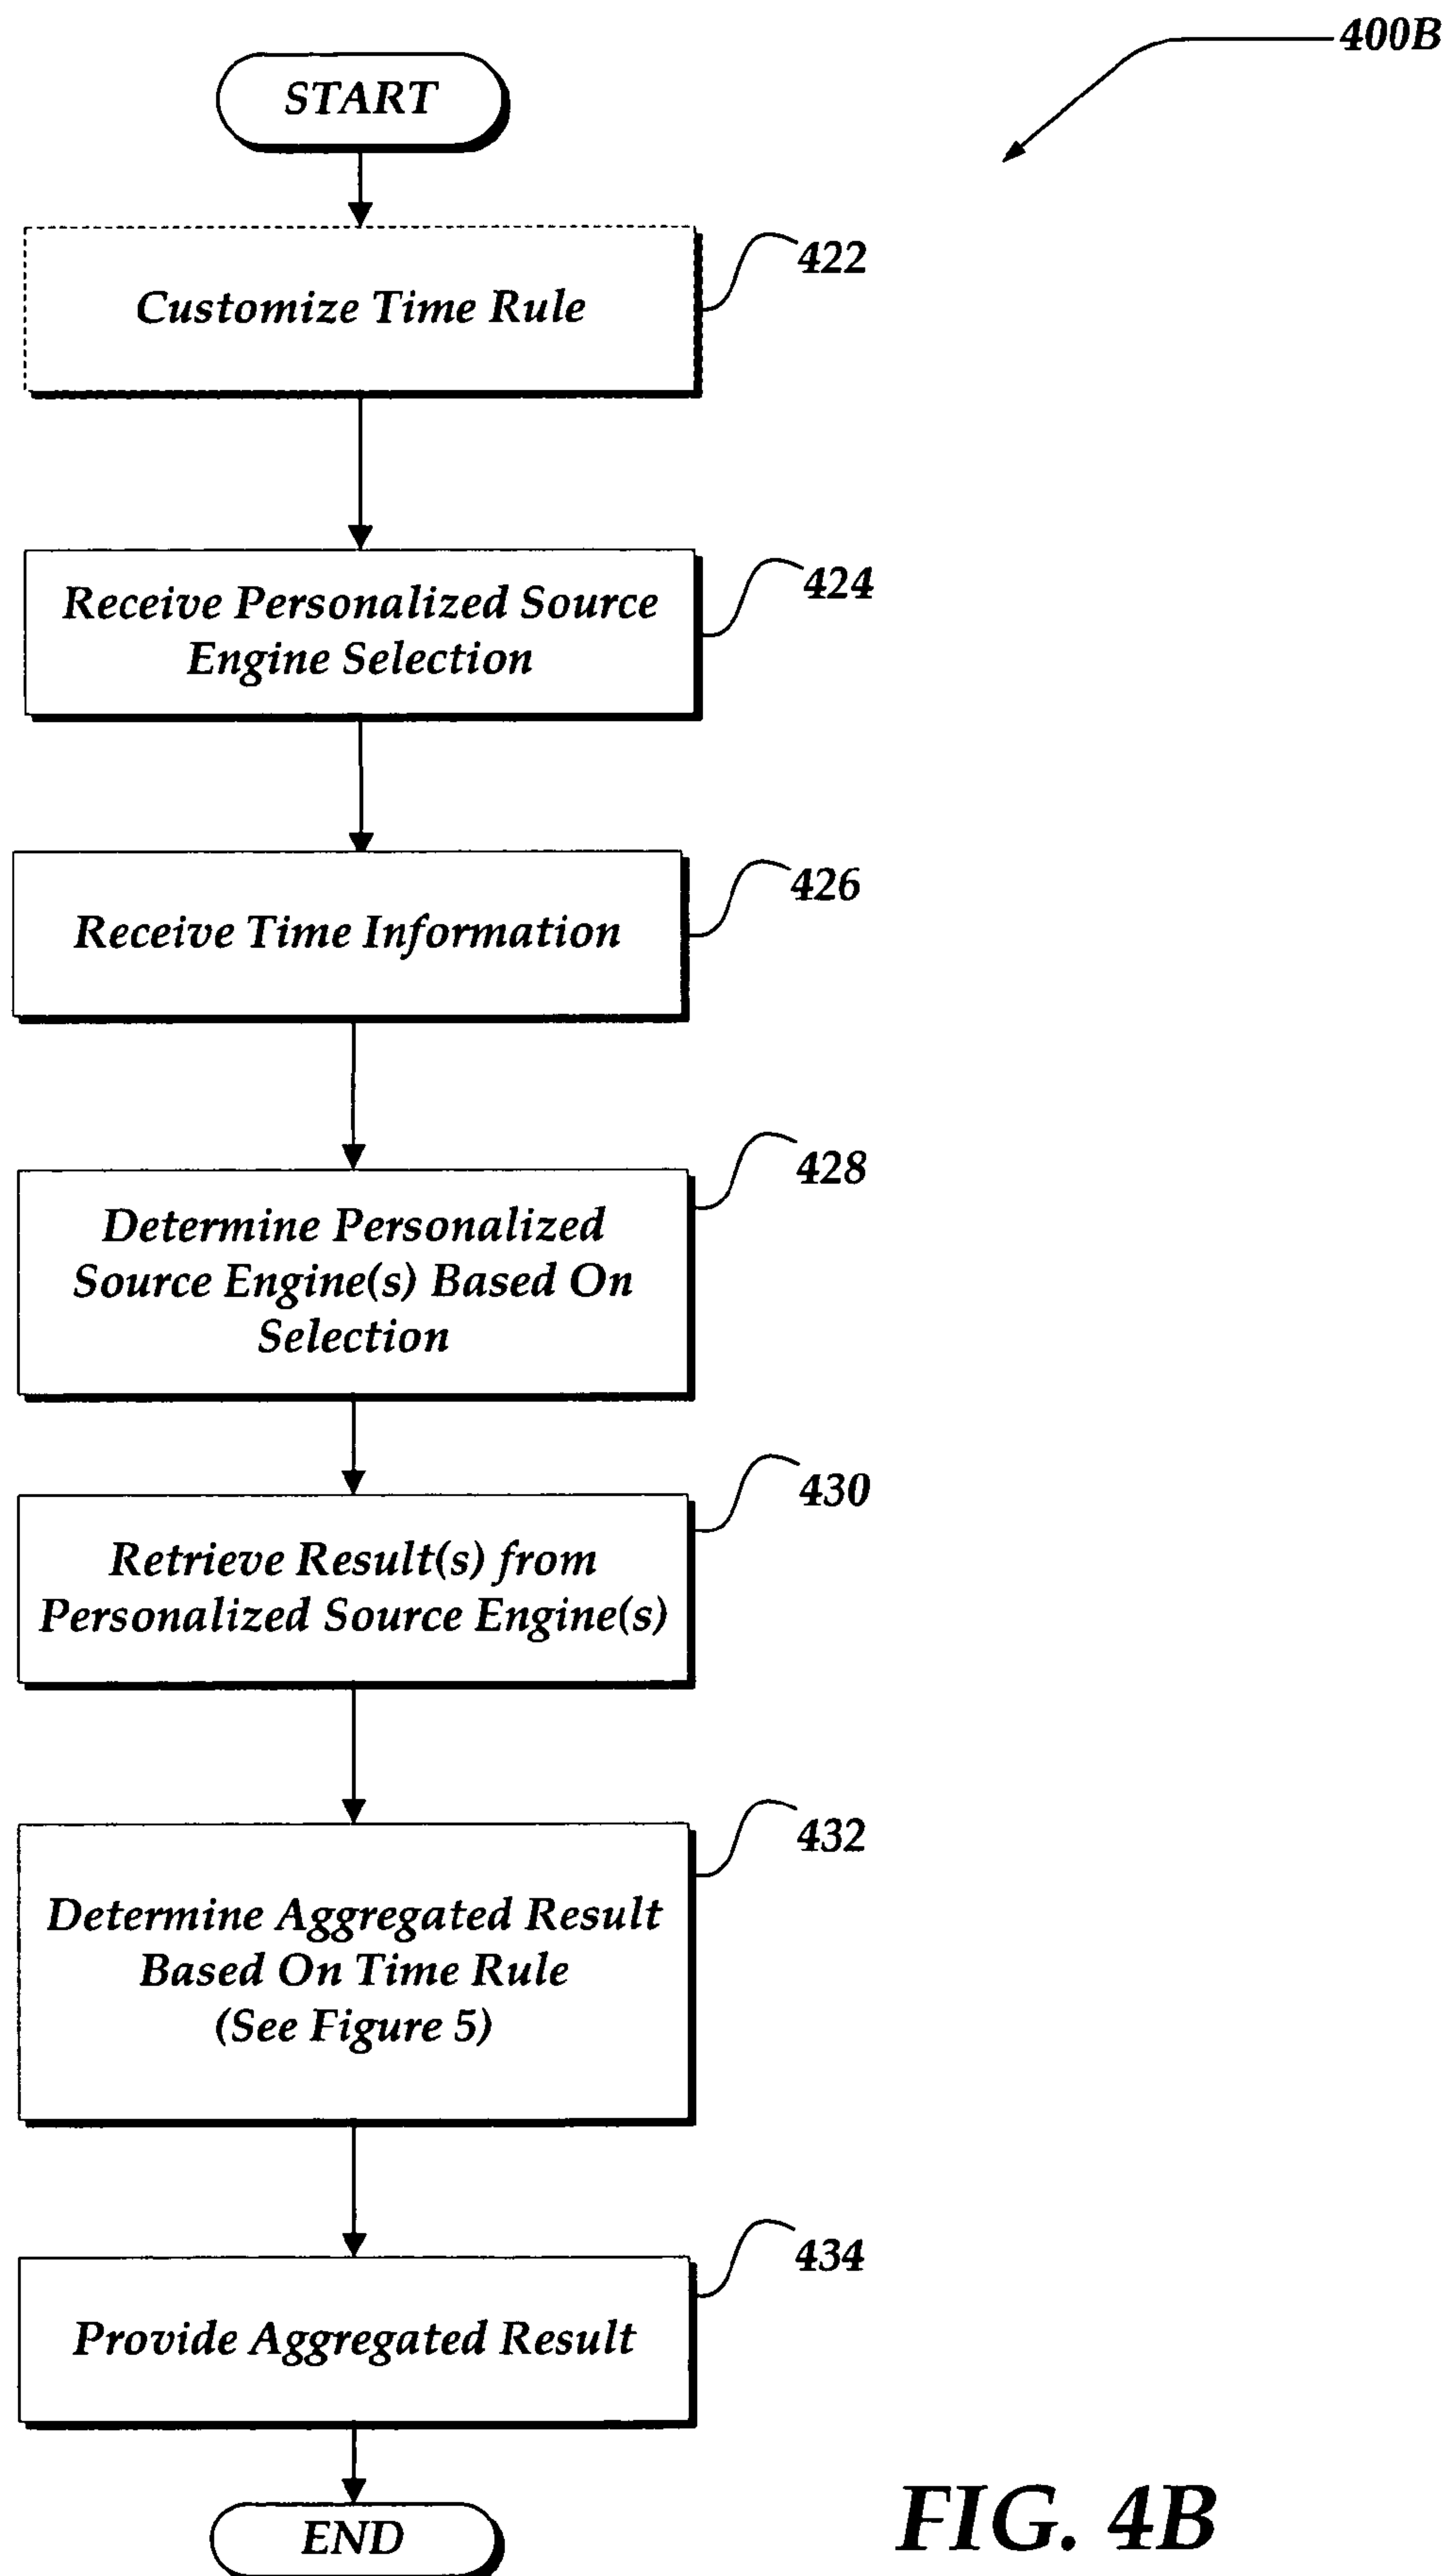 400B
START
422
Customize Time Rule
424
Receive Personalized Source
Engine Selection
426
Receive Time Information
428
Determine Personalized
Source Engine(s) Based On
Selection
430
Retrieve Result(s) from
Personalized Source Engine(s)
432
Determine Aggregated Result
Based On Time Rule
(See Figure 5)
434
Provide Aggregated Result
END
FIG. 4B